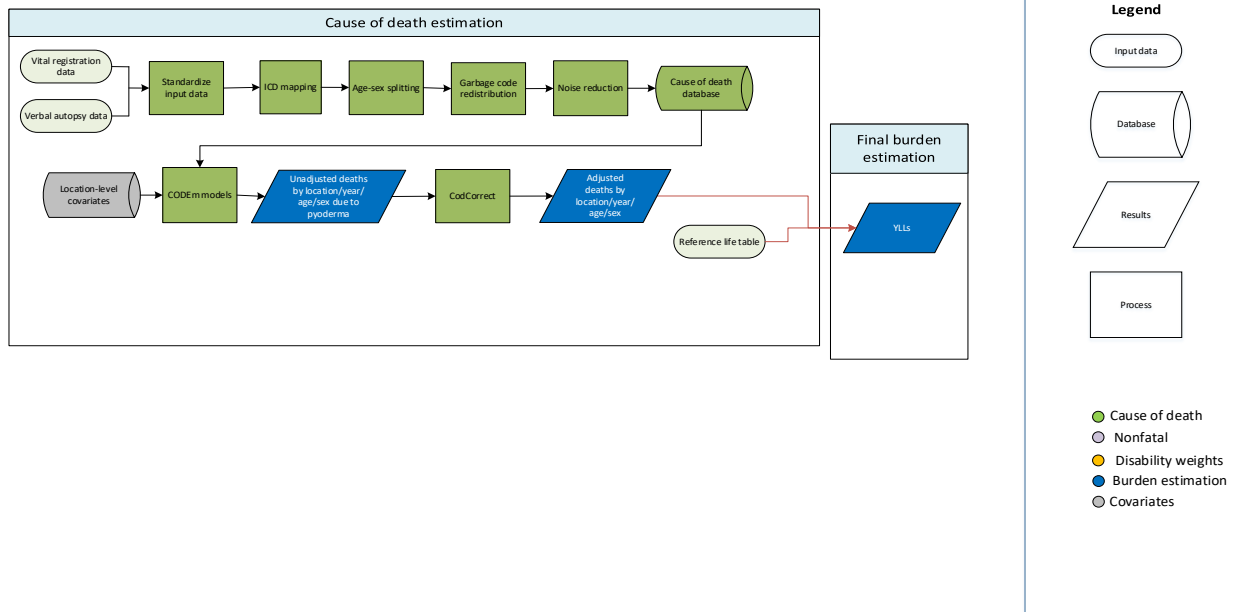 Cause of death estimation
Vital registration
data
Verbal autopsy data
Standardize
input data
ICD mapping
Age-sex splitting
Garbage code
redistribution
Noise reduction
Cause of death
database
Location-level
covariates
CODEm models
Unadjusted deaths
by location/year/
age/sex due to
pyoderma
CodCorrect
Adjusted
deaths by
location/year/
age/sex
Reference life table
Final burden
estimation
YLLs
Legend
Input data
Database
Results
Process
Cause of death
Nonfatal
Disability weights
Burden estimation
Covariates